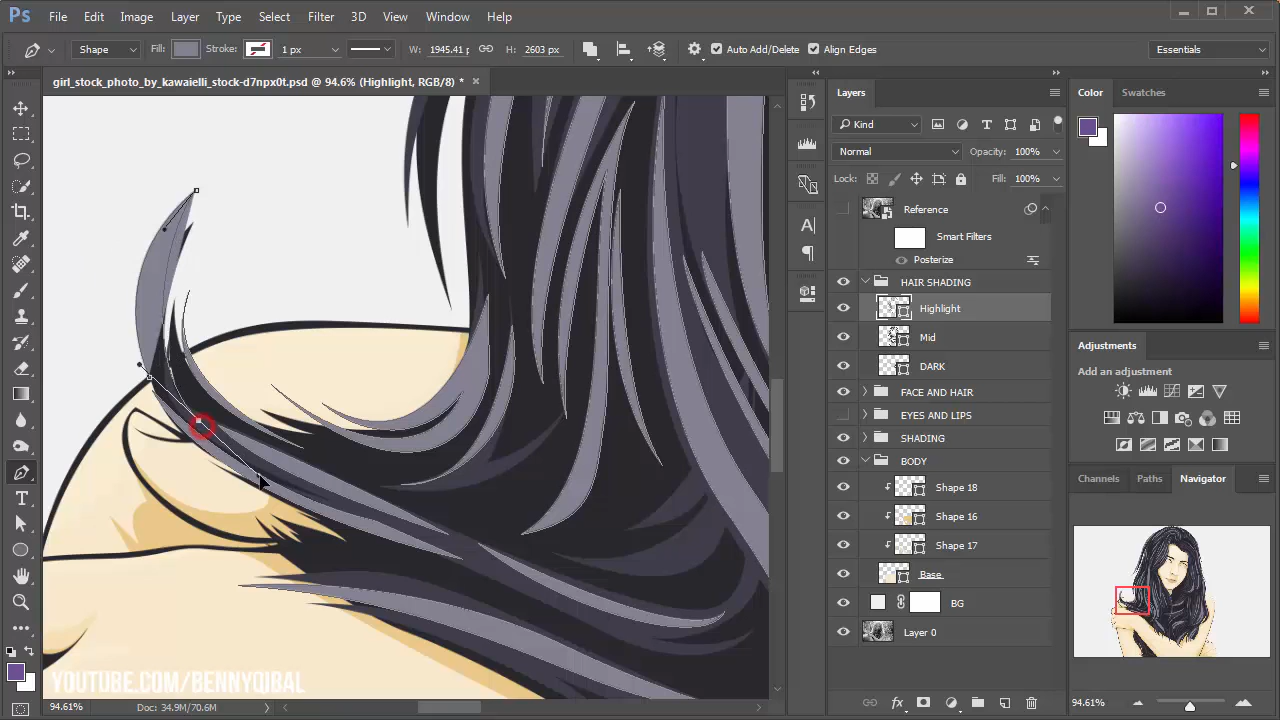 Ps File Edit Image Layer Type Select Filter 3D View Window Help
Shape Fill: Stroke: 1 px W: 1945.41 p H: 2603 px Auto Add/Delete Align Edges Essentials
girl_stock_photo_by_kawaielli_stock-d7npx0t.psd @ 94.6% (Highlight, RGB/8) *
Layers
Kind
Normal Opacity: 100%
Lock: Fill: 100%
Reference
Smart Filters
Posterize
HAIR SHADING
Highlight
Mid
DARK
FACE AND HAIR
EYES AND LIPS
SHADING
BODY
Shape 18
Shape 16
Shape 17
Base
BG
Layer 0
fx
Color Swatches
Adjustments
Add an adjustment
Channels Paths Navigator
94.61%
YOUTUBE.COM/BENNYQIBAL
94.61% Doc: 34.9M/70.6M